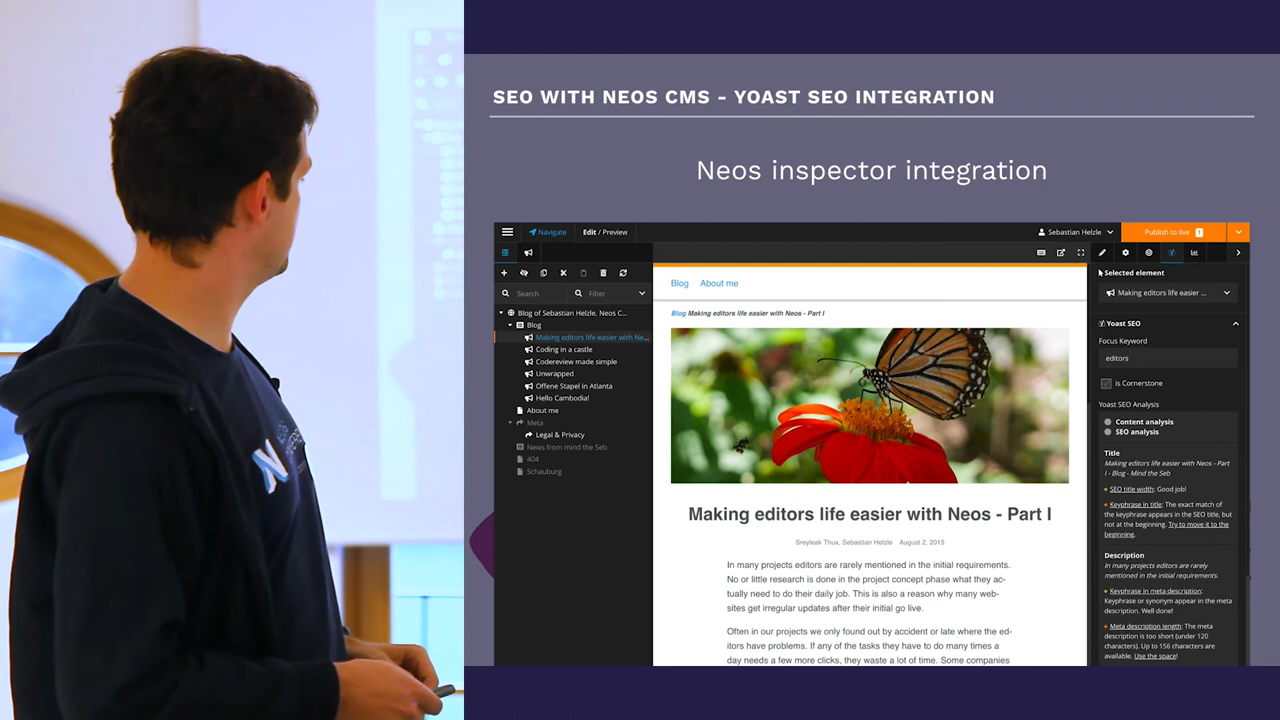 SEO WITH NEOS CMS - YOAST SEO INTEGRATION
Neos inspector integration
Navigate
Edit / Preview
Sebastian Helzle
Publish to live 1
Search
Filter
Blog of Sebastian Helzle. Neos C...
Blog
Making editors life easier with Ne...
Coding in a castle
Codereview made simple
Unwrapped
Offene Stapel in Atlanta
Hello Cambodia!
About me
Meta
Legal & Privacy
News from mind the Seb
404
Schauburg
Blog About me
Blog Making editors life easier with Neos - Part I
Making editors life easier with Neos - Part I
Sreyleak Thux, Sebastian Helzle August 2, 2015
In many projects editors are rarely mentioned in the initial requirements.
No or little research is done in the project concept phase what they ac-
tually need to do their daily job. This is also a reason why many web-
sites get irregular updates after their initial go live.
Often in our projects we only found out by accident or late where the ed-
itors have problems. If any of the tasks they have to do many times a
day needs a few more clicks, they waste a lot of time. Some companies
Selected element
Making editors life easier ...
Yoast SEO
Focus Keyword
editors
is Cornerstone
Yoast SEO Analysis
Content analysis
SEO analysis
Title
Making editors life easier with Neos - Part
I - Blog - Mind the Seb
SEO title width: Good job!
Keyphrase in title: The exact match of
the keyphrase appears in the SEO title, but
not at the beginning. Try to move it to the
beginning.
Description
In many projects editors are rarely
mentioned in the initial requirements.
Keyphrase in meta description:
Keyphrase or synonym appear in the meta
description. Well done!
Meta description length: The meta
description is too short (under 120
characters). Up to 156 characters are
available. Use the space!